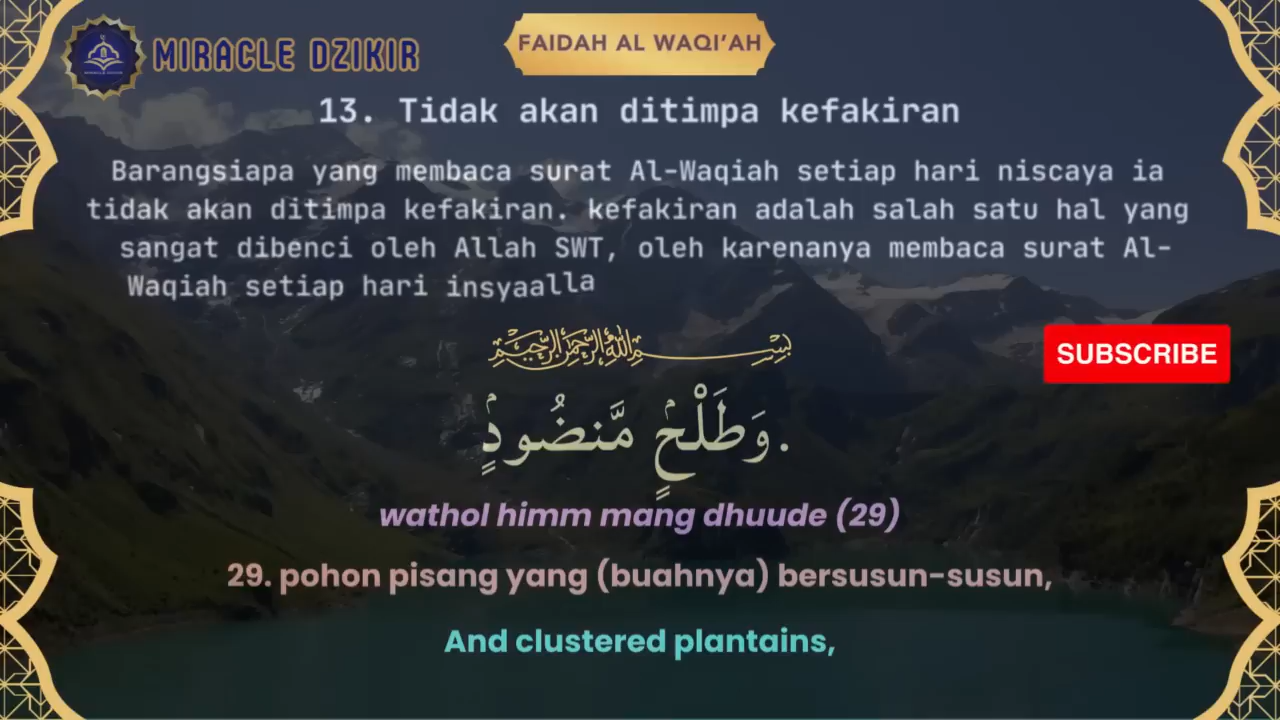 MIRACLE DZIKIR
FAIDAH AL WAQI'AH
13. Tidak akan ditimpa kefakiran
Barangsiapa yang membaca surat Al-Waqiah setiap hari niscaya ia
tidak akan ditimpa kefakiran. kefakiran adalah salah satu hal yang
sangat dibenci oleh Allah SWT, oleh karenanya membaca surat Al-
Waqiah setiap hari insyaalla
بسم الله الرحمن الرحيم
SUBSCRIBE
.وَطَلْحٍۢ مَّنضُودٍۢ
wathol himm mang dhuude (29)
29. pohon pisang yang (buahnya) bersusun-susun,
And clustered plantains,